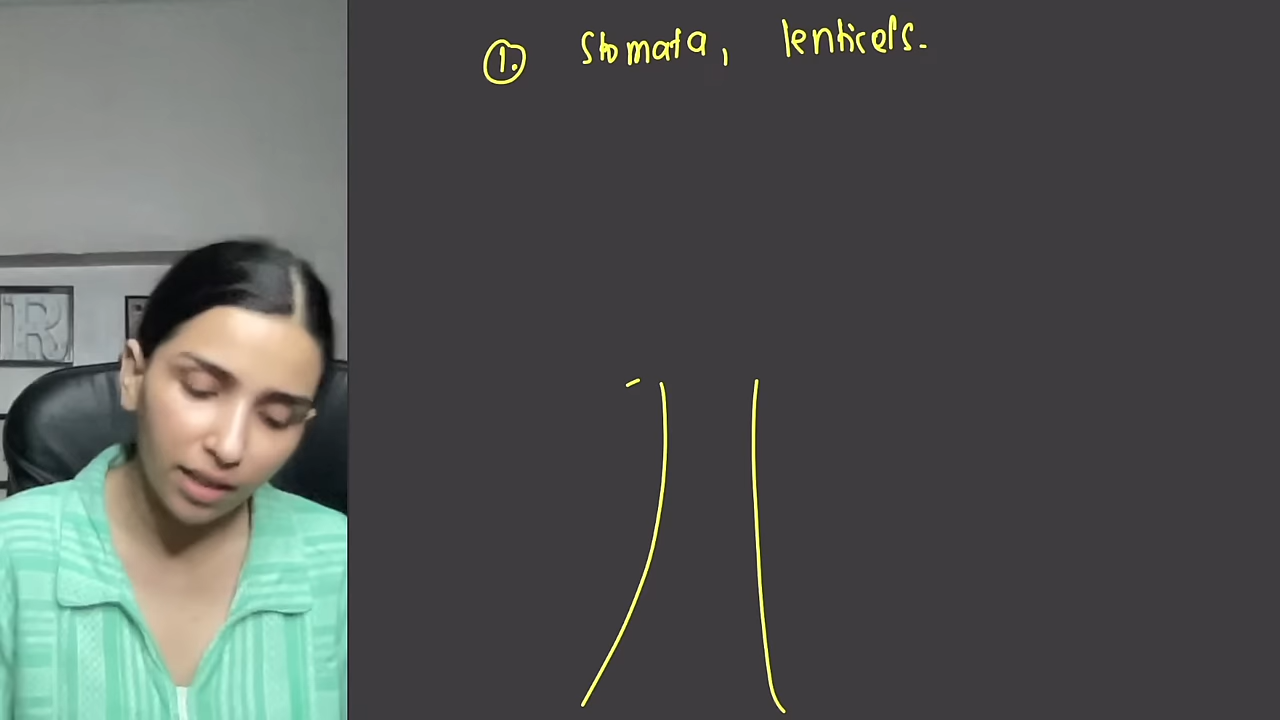 ① Stomata, lenticels.
R